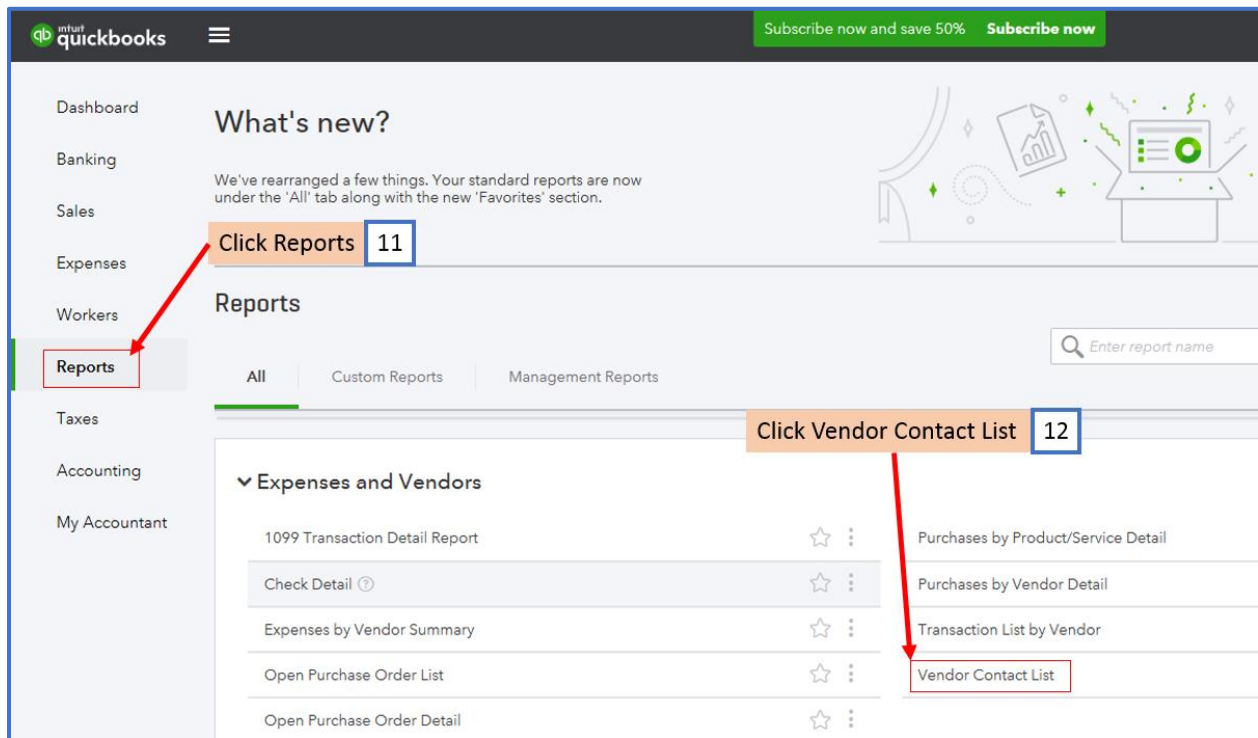 intuit
quickbooks
Subscribe now and save 50% Subscribe now
Dashboard
Banking
Sales
Expenses
Workers
Reports
Taxes
Accounting
My Accountant
What's new?
We've rearranged a few things. Your standard reports are now
under the 'All' tab along with the new 'Favorites' section.
Click Reports 11
Reports
Enter report name
All Custom Reports Management Reports
Click Vendor Contact List 12
Expenses and Vendors
1099 Transaction Detail Report
Check Detail
Expenses by Vendor Summary
Open Purchase Order List
Open Purchase Order Detail
Purchases by Product/Service Detail
Purchases by Vendor Detail
Transaction List by Vendor
Vendor Contact List